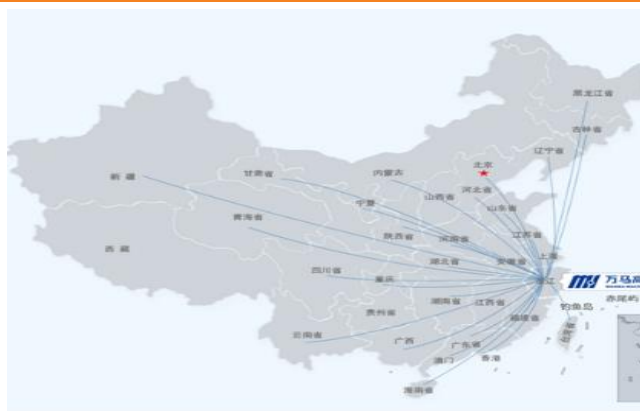 黑龙江省
吉林省
辽宁省
北京
内蒙古
甘肃省
新疆
河北省
山西省
宁夏
山东省
青海省
陕西省
河南省
江苏省
上海
西藏
安徽省
湖北省
四川省
重庆
万马高
钓鱼岛
赤尾屿
湖南省
江西省
贵州省
福建省
云南省
广西
广东省
台湾省
澳门
香港
海南省